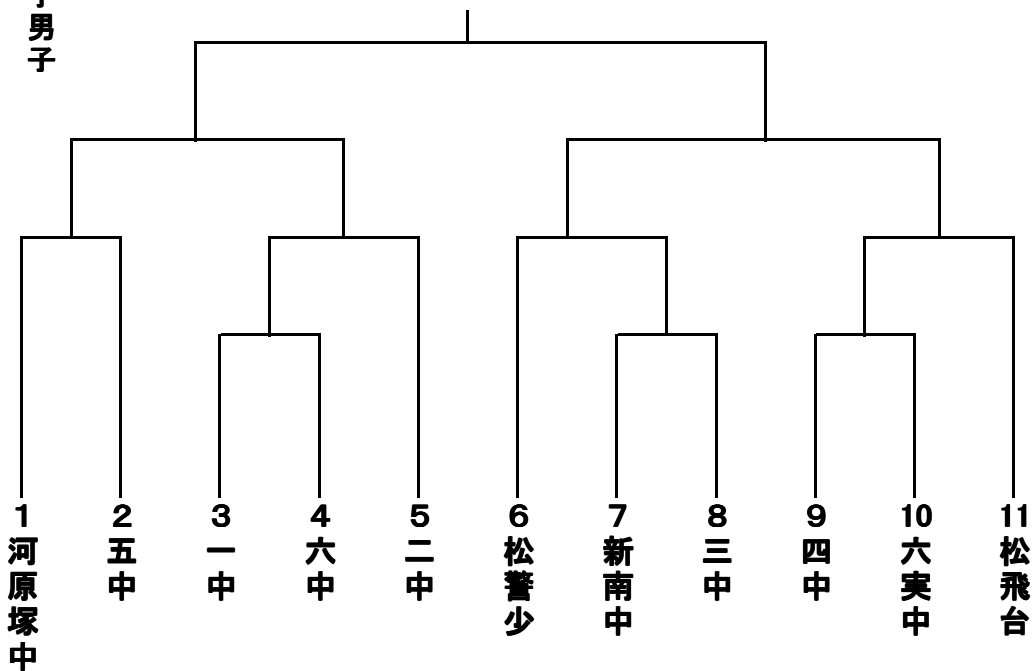 男子
1 河原塚中
2 五中
3 一中
4 六中
5 二中
6 松警少
7 新南中
8 三中
9 四中
10 六実中
11 松飛台